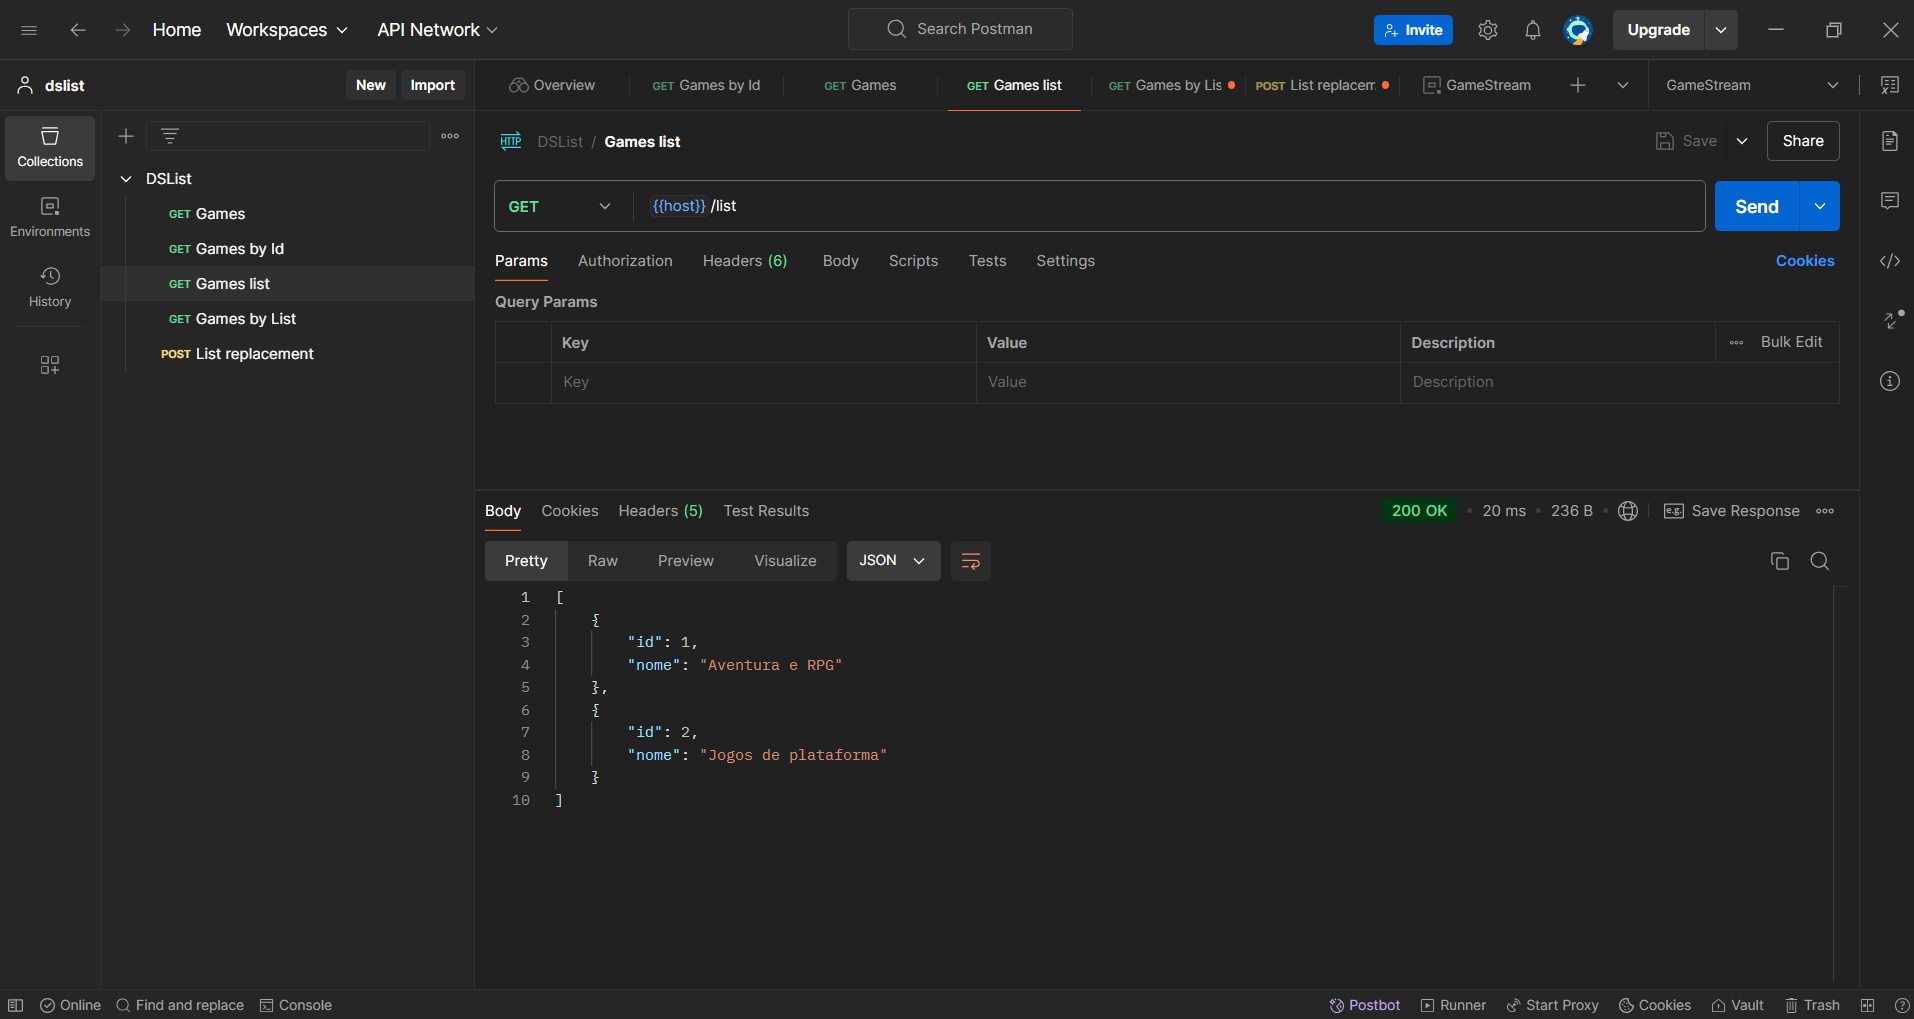 Home Workspaces API Network Search Postman Invite Upgrade
dslist New Import Overview GET Games by Id GET Games GET Games list GET Games by Lis POST List replacem GameStream GameStream
Collections
Environments
History
DSList
GET Games
GET Games by Id
GET Games list
GET Games by List
POST List replacement
HTTP DSList / Games list Save Share
GET {{host}} /list Send
Params Authorization Headers (6) Body Scripts Tests Settings Cookies
Query Params
Key Value Description Bulk Edit
Key Value Description
Body Cookies Headers (5) Test Results 200 OK 20 ms 236 B e.g. Save Response
Pretty Raw Preview Visualize JSON
1 [
2 {
3 "id": 1,
4 "nome": "Aventura e RPG"
5 },
6 {
7 "id": 2,
8 "nome": "Jogos de plataforma"
9 }
10 ]
Online Find and replace Console Postbot Runner Start Proxy Cookies Vault Trash